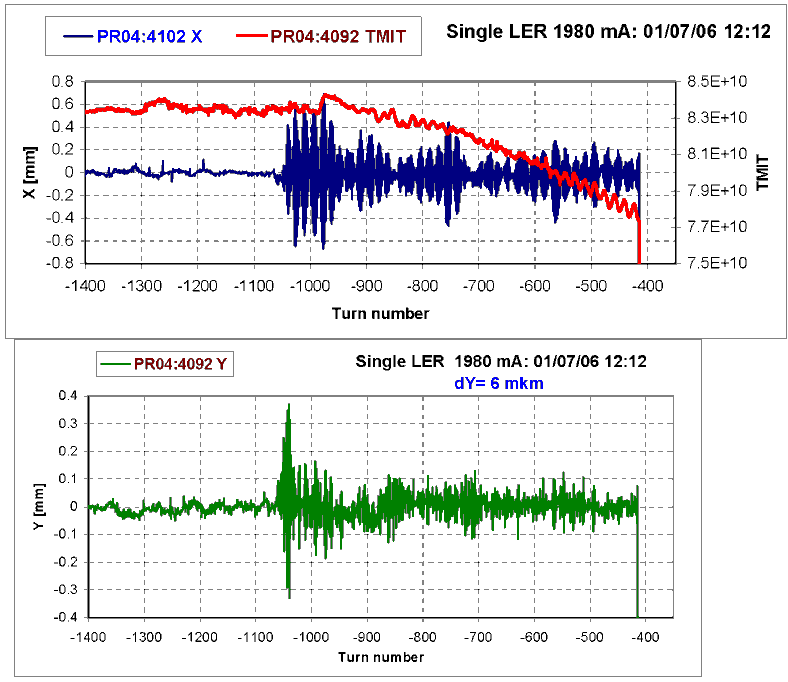 PR04:4102 X PR04:4092 TMIT Single LER 1980 mA: 01/07/06 12:12
0.8 8.5E+10
0.6
0.4 8.3E+10
0.2 8.1E+10
0
-0.2 7.9E+10
-0.4 7.7E+10
-0.6
-0.8 7.5E+10
X [mm]
TMIT
-1400 -1300 -1200 -1100 -1000 -900 -800 -700 -600 -500 -400
Turn number
PR04:4092 Y Single LER 1980 mA: 01/07/06 12:12
dY= 6 mkm
0.4
0.3
0.2
0.1
0
-0.1
-0.2
-0.3
-0.4
Y [mm]
-1400 -1300 -1200 -1100 -1000 -900 -800 -700 -600 -500 -400
Turn number